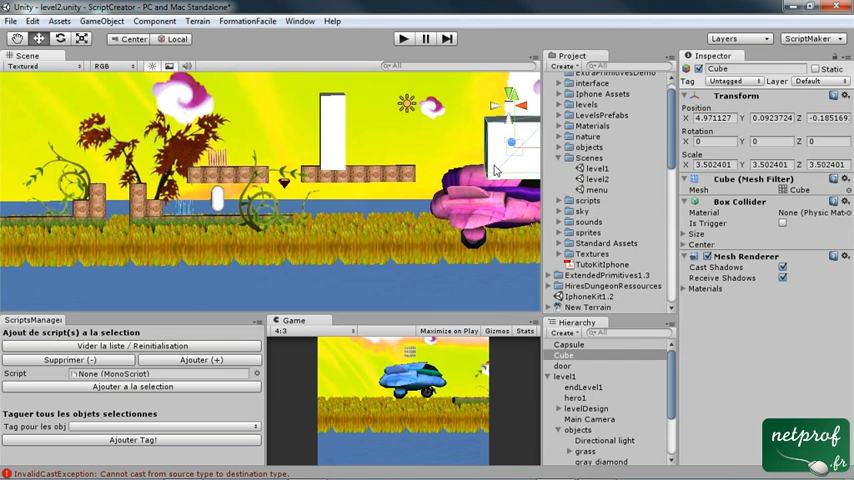 Unity - level2.unity - ScriptCreator - PC and Mac Standalone*
File Edit Assets GameObject Component Terrain FormationFacile Window Help
Center Local Layers ScriptMaker
Scene
Textured RGB All
Project
Create All
ExtraPrimitivesDemo
interface
Iphone Assets
levels
LevelsPrefabs
Materials
nature
objects
Scenes
level1
level2
menu
scripts
sky
sounds
sprites
Standard Assets
Textures
TutoKitIphone
ExtendedPrimitives1.3
HiresDungeonRessources
IphoneKit1.2
New Terrain
Inspector
Cube Static
Tag Untagged Layer Default
Transform
Position
X 4.971127 Y 0.0923724 Z -0.185169
Rotation
X 0 Y 0 Z 0
Scale
X 3.502401 Y 3.502401 Z 3.502401
Cube (Mesh Filter)
Mesh Cube
Box Collider
Material None (Physic Mat
Is Trigger
Size
Center
Mesh Renderer
Cast Shadows
Receive Shadows
Materials
ScriptsManager
Ajout de script(s) a la selection
Vider la liste / Reinitialisation
Supprimer (-) Ajouter (+)
Script None (MonoScript)
Ajouter a la selection
Taguer tous les objets selectionnes
Tag pour les obj
Ajouter Tag!
Game
4:3 Maximize on Play Gizmos Stats
Hierarchy
Create All
Capsule
Cube
door
level1
endLevel1
hero1
levelDesign
Main Camera
objects
Directional light
grass
gray diamond
InvalidCastException: Cannot cast from source type to destination type.
netprof
.fr